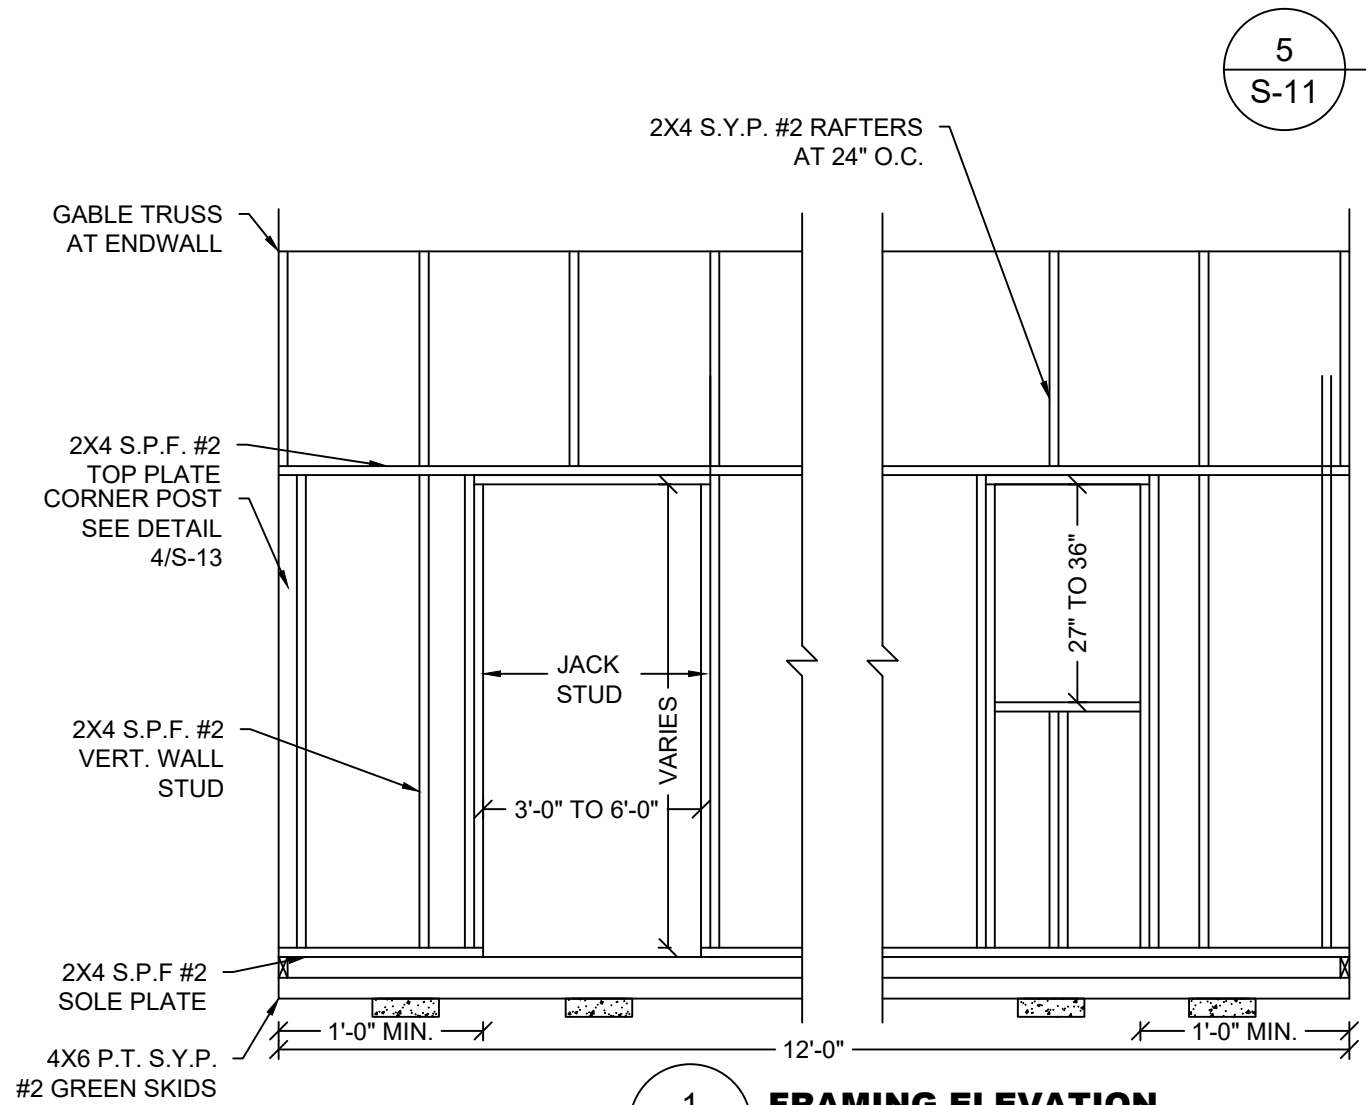 5
S-11
2X4 S.Y.P. #2 RAFTERS
AT 24" O.C.
GABLE TRUSS
AT ENDWALL
2X4 S.P.F. #2
TOP PLATE
CORNER POST
SEE DETAIL
4/S-13
27" TO 36"
JACK
STUD
VARIES
2X4 S.P.F. #2
VERT. WALL
STUD
3'-0" TO 6'-0"
2X4 S.P.F #2
SOLE PLATE
1'-0" MIN.
1'-0" MIN.
12'-0"
4X6 P.T. S.Y.P.
#2 GREEN SKIDS
1
FRAMING ELEVATION